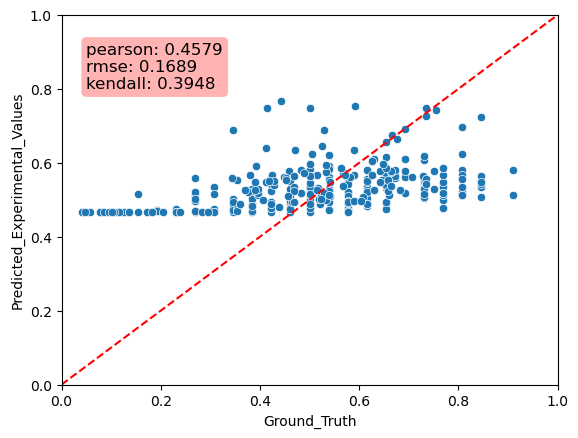 pearson: 0.4579
rmse: 0.1689
kendall: 0.3948
Predicted_Experimental_Values
1.0
0.8
0.6
0.4
0.2
0.0
0.0 0.2 0.4 0.6 0.8 1.0
Ground_Truth